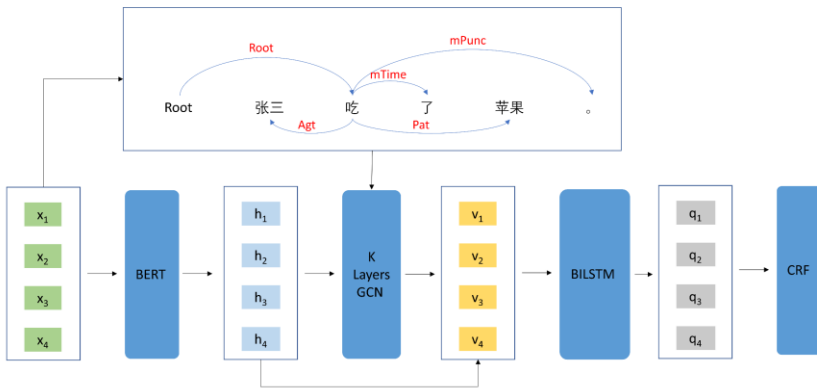 Root
mPunc
mTime
Root 张三 吃 了 苹果 。
Agt
Pat
x1
x2
x3
x4
BERT
h1
h2
h3
h4
K
Layers
GCN
v1
v2
v3
v4
BILSTM
q1
q2
q3
q4
CRF